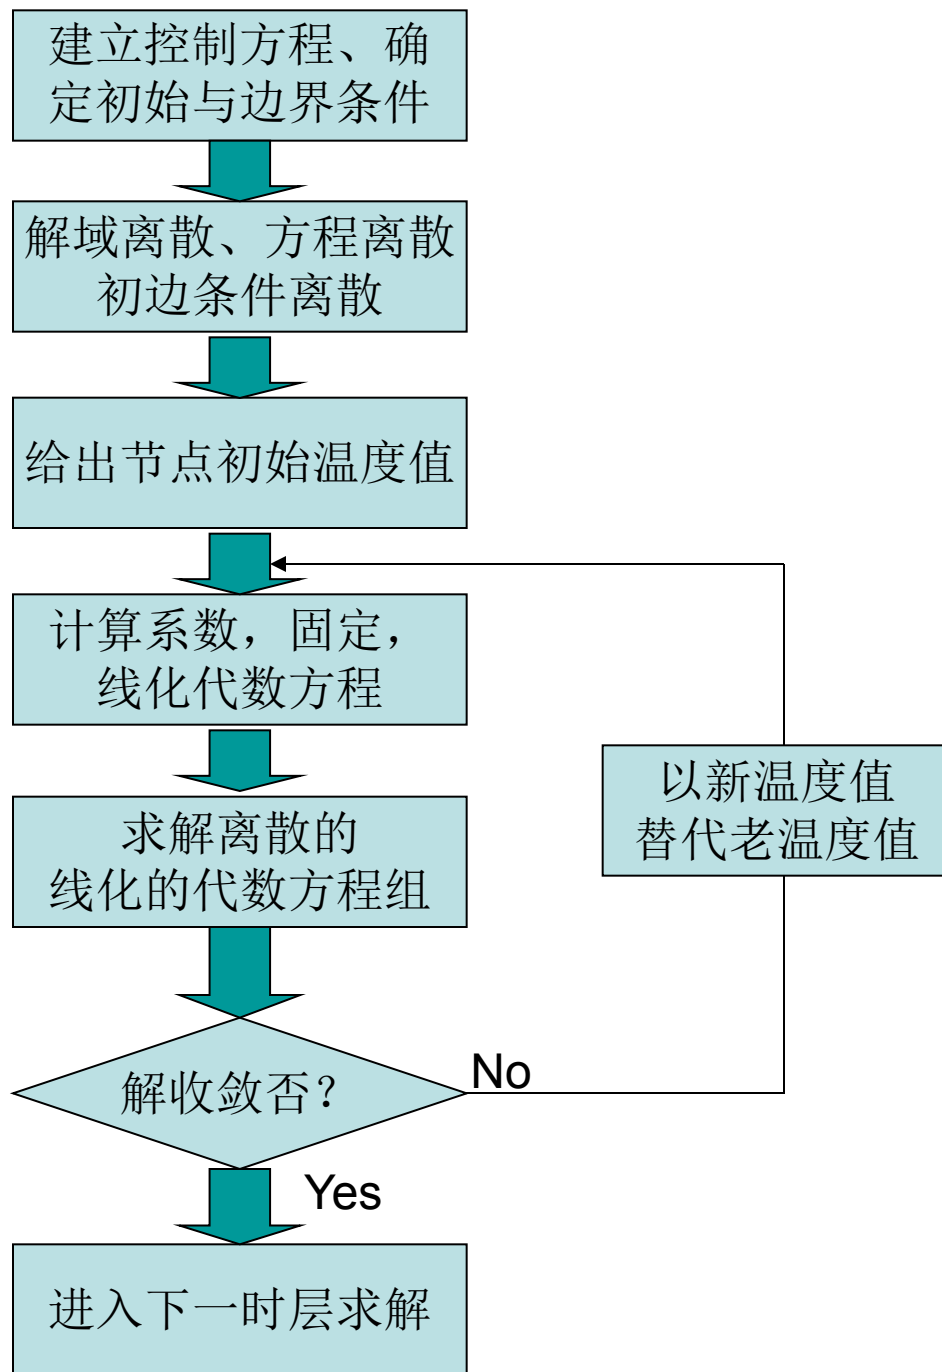 建立控制方程、确
定初始与边界条件
解域离散、方程离散
初边条件离散
给出节点初始温度值
计算系数，固定，
线化代数方程
以新温度值
替代老温度值
求解离散的
线化的代数方程组
解收敛否？
No
Yes
进入下一时层求解